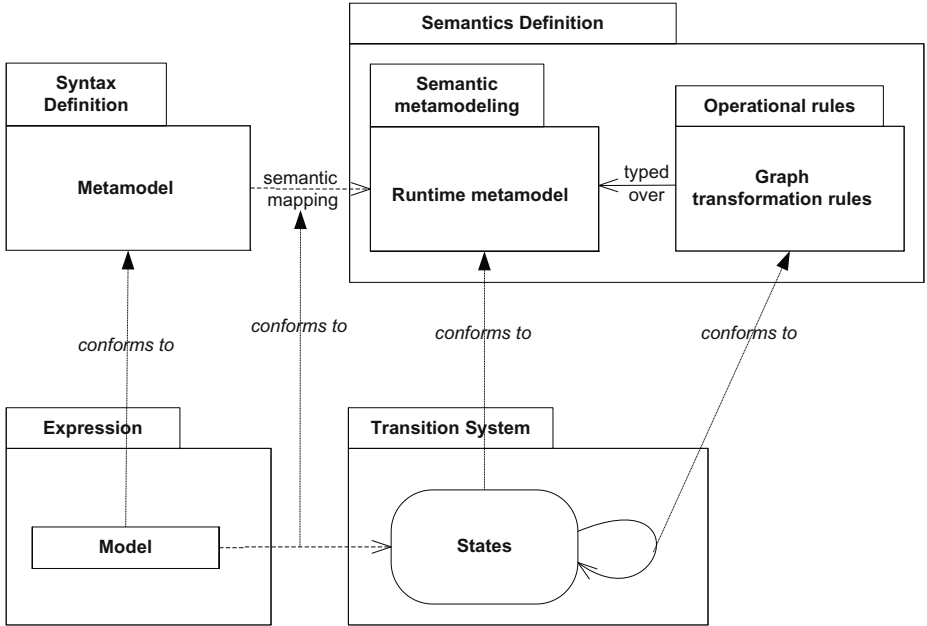 Semantics Definition
Syntax
Definition
Semantic
metamodeling
Operational rules
Metamodel
semantic
mapping
Runtime metamodel
typed
over
Graph
transformation rules
conforms to
conforms to
conforms to
conforms to
Expression
Transition System
Model
States